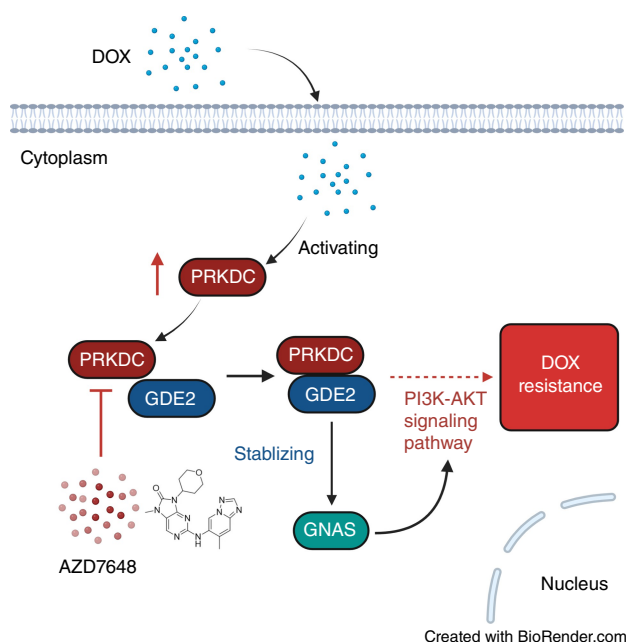 DOX
Cytoplasm
Activating
PRKDC
PRKDC
GDE2
PRKDC
GDE2
Stablizing
GNAS
PI3K-AKT
signaling
pathway
DOX
resistance
AZD7648
O
O
N
N
N
N
N
N
H
N
N
N
Nucleus
Created with BioRender.com